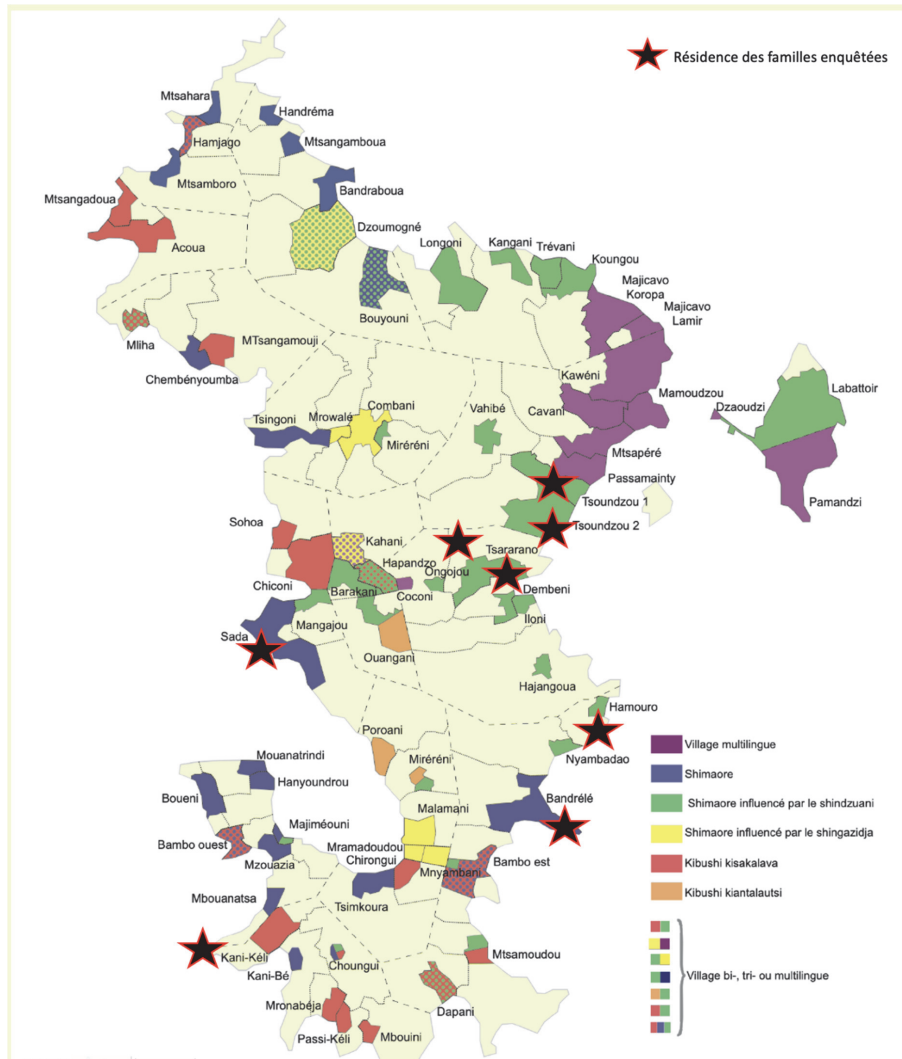 Résidence des familles enquêtées
Mtsahara
Handréma
Hamjago
Mtsangamboua
Mtsamboro
Bandraboua
Mtsangadoua
Dzoumogné
Acoua
Longoni
Kangani
Trévani
Koungou
Majicavo
Koropa
Majicavo
Lamir
Bouyouni
Mliha
MTsangamouji
Chembényoumba
Kawéni
Labattoir
Mamoudzou
Dzaoudzi
Combani
Mrowalé
Tsingoni
Vahibé
Cavani
Miréréni
Mtsapéré
Passamainty
Pamandzi
Tsoundzou 1
Sohoa
Kahani
Tsoundzou 2
Tsararano
Hapandzo
Ongojou
Chiconi
Barakani
Coconi
Dembeni
Iloni
Mangajou
Sada
Ouangani
Hajangoua
Hamouro
Poroani
Nyambadao
Mouanatrindi
Miréréni
Hanyoundrou
Bandrélé
Boueni
Malamani
Majiméouni
Bambo ouest
Mramadoudou
Bambo est
Mzouazia
Chirongui
Mnyambani
Mbouanatsa
Tsimkoura
Kani-Kéli
Choungui
Mtsamoudou
Kani-Bé
Mronabéja
Dapani
Passi-Kéli
Mbouini
Village multilingue
Shimaore
Shimaore influencé par le shindzuani
Shimaore influencé par le shingazidja
Kibushi kisakalava
Kibushi kiantalautsi
Village bi-, tri- ou multilingue